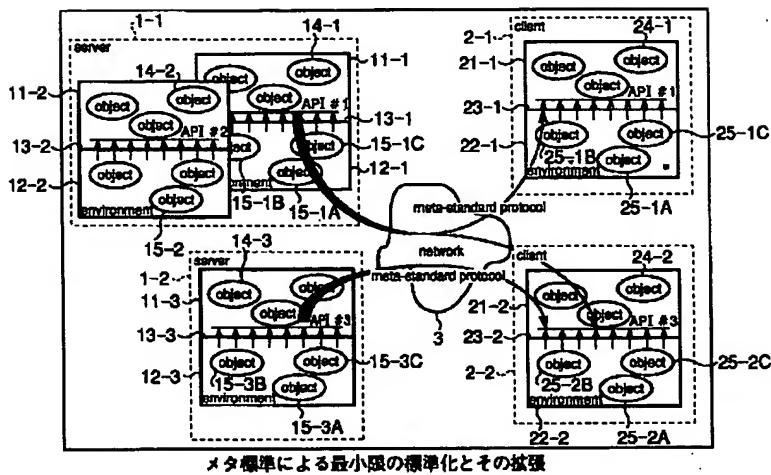 1-1
server
14-1
11-1
14-2
object
object
object
11-2
object
object
API #1
object
API #2
13-1
13-2
15-1C
object
12-2
object
object
12-1
object
object
environment
15-1B
15-1A
15-2
client
2-1
24-1
21-1
object
object
object
API #1
23-1
25-1C
object
object
22-1
25-1B
object
environment
25-1A
meta-standard protocol
network
meta-standard protocol
3
14-3
server
1-2
11-3
object
object
object
API #3
13-3
15-3C
object
object
12-3
15-3B
object
environment
15-3A
client
24-2
object
object
21-2
object
API #3
23-2
25-2C
object
object
2-2
25-2B
object
environment
22-2
25-2A
メタ標準による最小限の標準化とその拡張